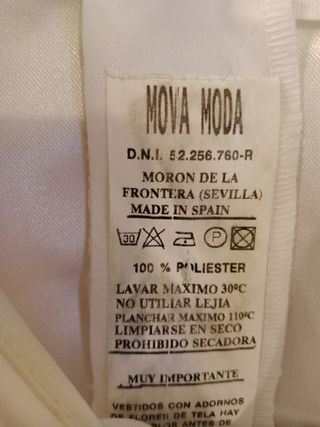 MOVA MODA
D.N.I. 52.256.760-R
MORON DE LA
FRONTERA (SEVILLA)
MADE IN SPAIN
30 P
100 % POLIESTER
LAVAR MAXIMO 30ºC
NO UTILIAR LEJIA
PLANCHAR MAXIMO 110ºC
LIMPIARSE EN SECO
PROHIBIDO SECADORA
MUY IMPORTANTE
VESTIDOS CON ADORNOS
DE FLORES DE TELA HAY
ANTES DE